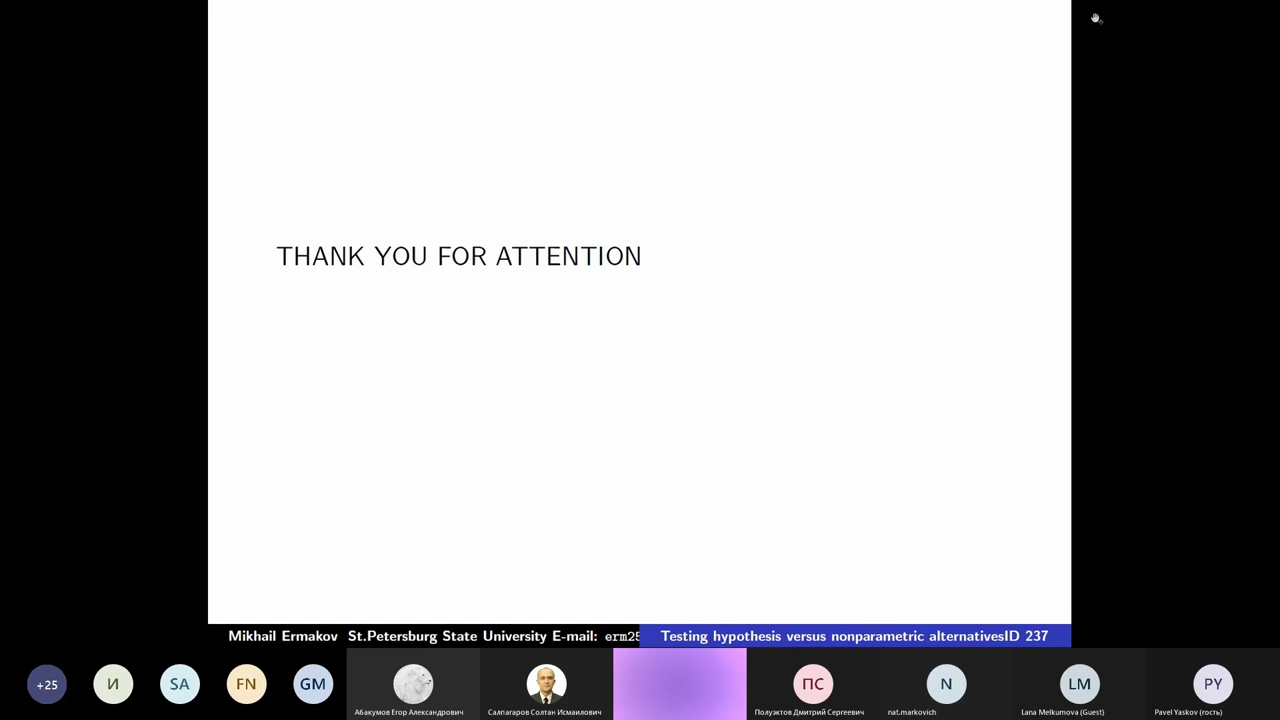 THANK YOU FOR ATTENTION
Mikhail Ermakov St.Petersburg State University E-mail: erm25
Testing hypothesis versus nonparametric alternativesID 237
+25
И
SA
FN
GM
Абакумов Егор Александрович
Салпагаров Солтан Исмаилович
ПС
Полуэктов Дмитрий Сергеевич
N
nat.markovich
LM
Lana Melkumova (Guest)
PY
Pavel Yaskov (гость)